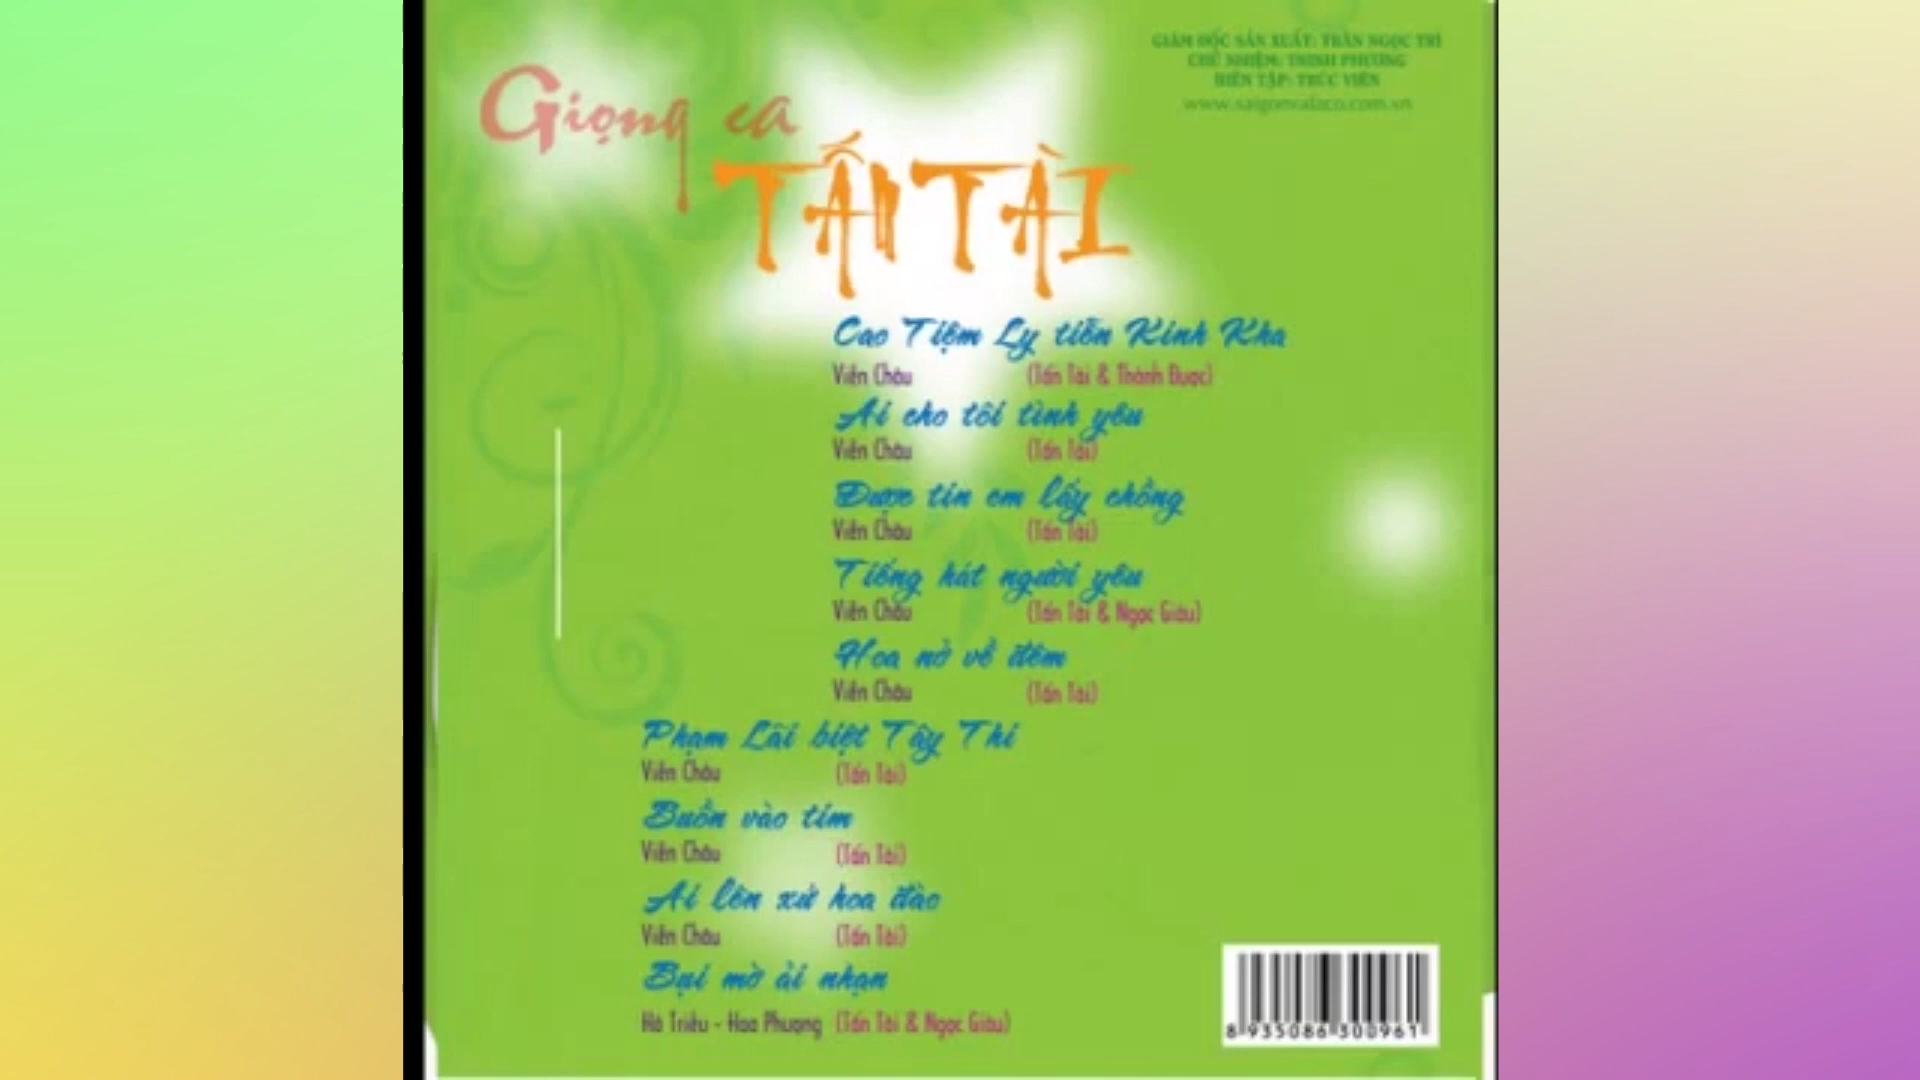 GIÁM ĐỐC SẢN XUẤT: TRẦN NGỌC TRÍ
CHỦ NHIỆM: THỊNH PHƯƠNG
BIÊN TẬP: TRÚC VIÊN
www.saigonvafaco.com.vn
Giọng ca
TẤN TÀI
Cao Tiệm Ly tiễn Kinh Kha
Viễn Châu (Tấn Tài & Thành Được)
Ai cho tôi tình yêu
Viễn Châu (Tấn Tài)
Được tin em lấy chồng
Viễn Châu (Tấn Tài)
Tiếng hát người yêu
Viễn Châu (Tấn Tài & Ngọc Giàu)
Hoa nở về đêm
Viễn Châu (Tấn Tài)
Phạm Lãi biệt Tây Thi
Viễn Châu (Tấn Tài)
Buồn vào tim
Viễn Châu (Tấn Tài)
Ai lên xứ hoa đào
Viễn Châu (Tấn Tài)
Bụi mờ ải nhạn
Hà Triều - Hoa Phượng (Tấn Tài & Ngọc Giàu)
8 935086 300961